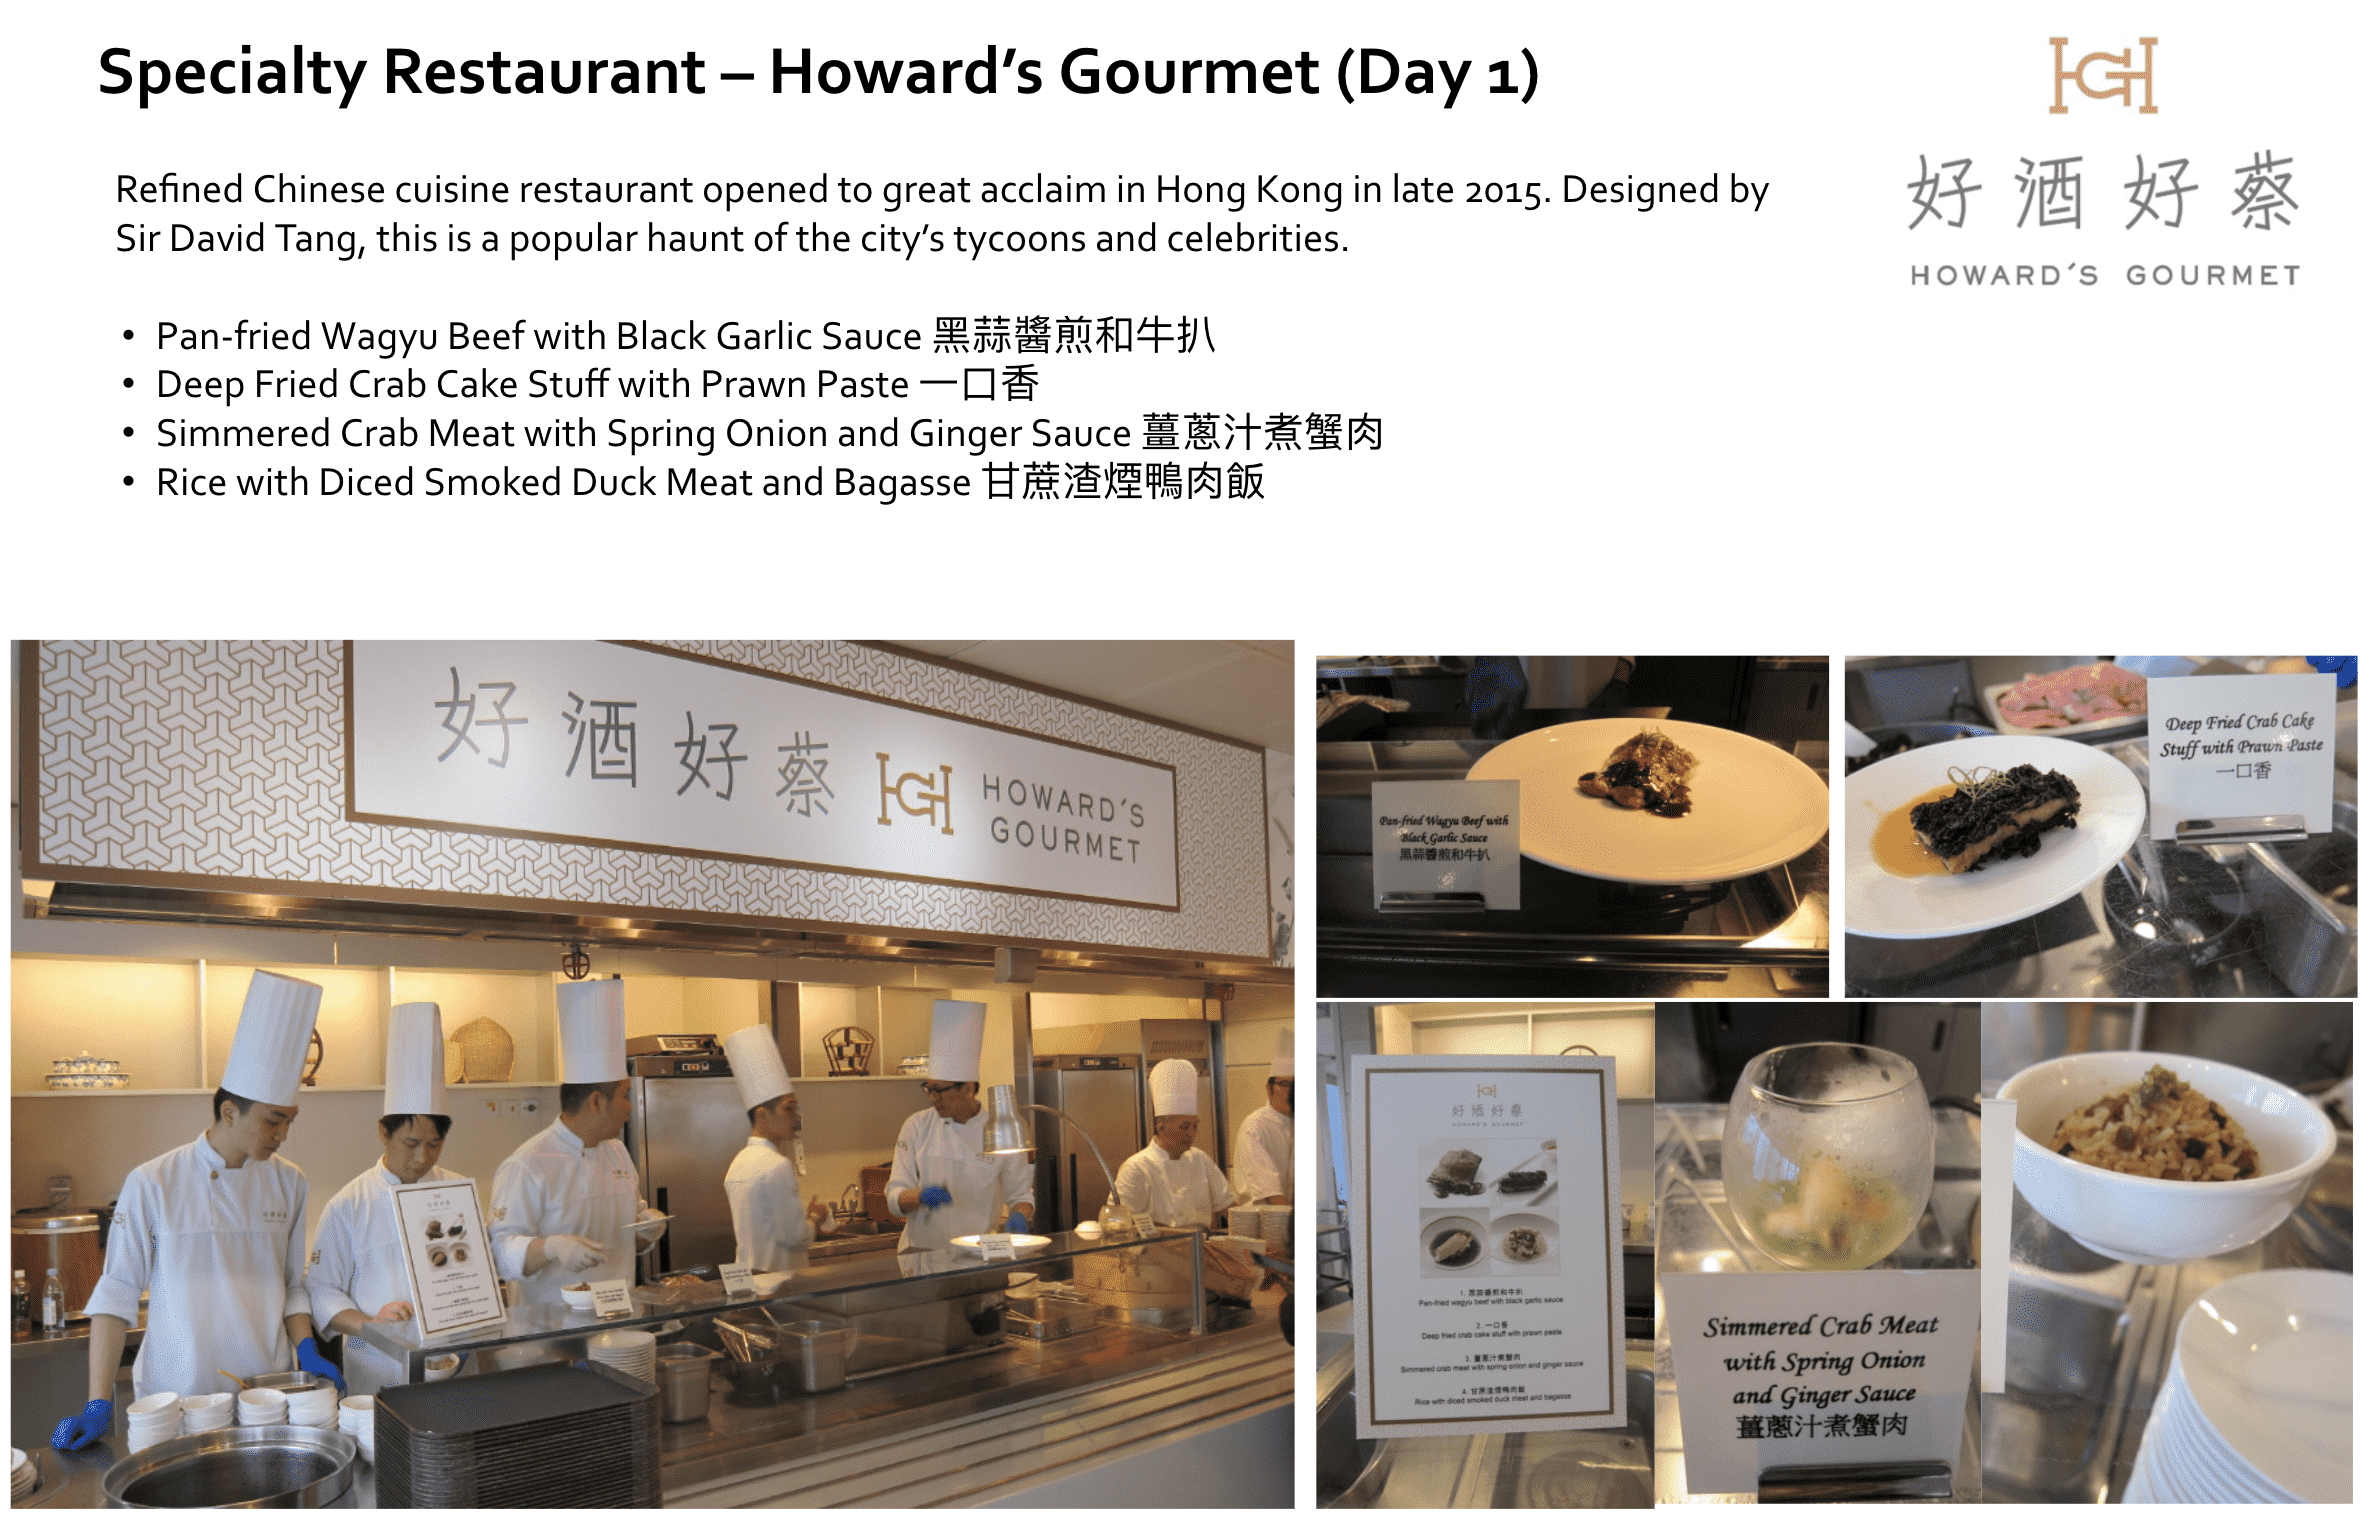 Specialty Restaurant – Howard’s Gourmet (Day 1)
HGH
好酒好蔡
HOWARD´S GOURMET
Refined Chinese cuisine restaurant opened to great acclaim in Hong Kong in late 2015. Designed by
Sir David Tang, this is a popular haunt of the city’s tycoons and celebrities.
• Pan-fried Wagyu Beef with Black Garlic Sauce 黑蒜醬煎和牛扒
• Deep Fried Crab Cake Stuff with Prawn Paste 一口香
• Simmered Crab Meat with Spring Onion and Ginger Sauce 薑蔥汁煮蟹肉
• Rice with Diced Smoked Duck Meat and Bagasse 甘蔗渣煙鴨肉飯
好酒好蔡 HGH HOWARD´S
GOURMET
Pan-fried Wagyu Beef with
Black Garlic Sauce
黑蒜醬煎和牛扒
Deep Fried Crab Cake
Stuff with Prawn Paste
一口香
HGH
好酒好蔡
HOWARD´S GOURMET
1. 黑蒜醬煎和牛扒
Pan-fried wagyu beef with black garlic sauce
2. 一口香
Deep fried crab cake stuff with prawn paste
3. 薑蔥汁煮蟹肉
Simmered crab meat with spring onion and ginger sauce
4. 甘蔗渣煙鴨肉飯
Rice with diced smoked duck meat and bagasse
Simmered Crab Meat
with Spring Onion
and Ginger Sauce
薑蔥汁煮蟹肉